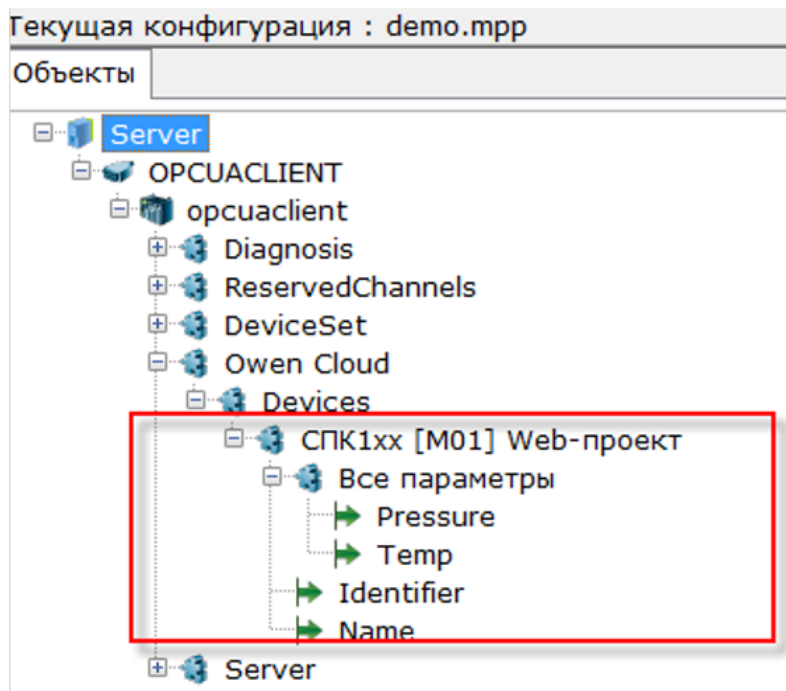 Текущая конфигурация : demo.mpp
Объекты
Server
OPCUACLIENT
opcuaclient
Diagnosis
ReservedChannels
DeviceSet
Owen Cloud
Devices
СПК1хх [M01] Web-проект
Все параметры
Pressure
Temp
Identifier
Name
Server